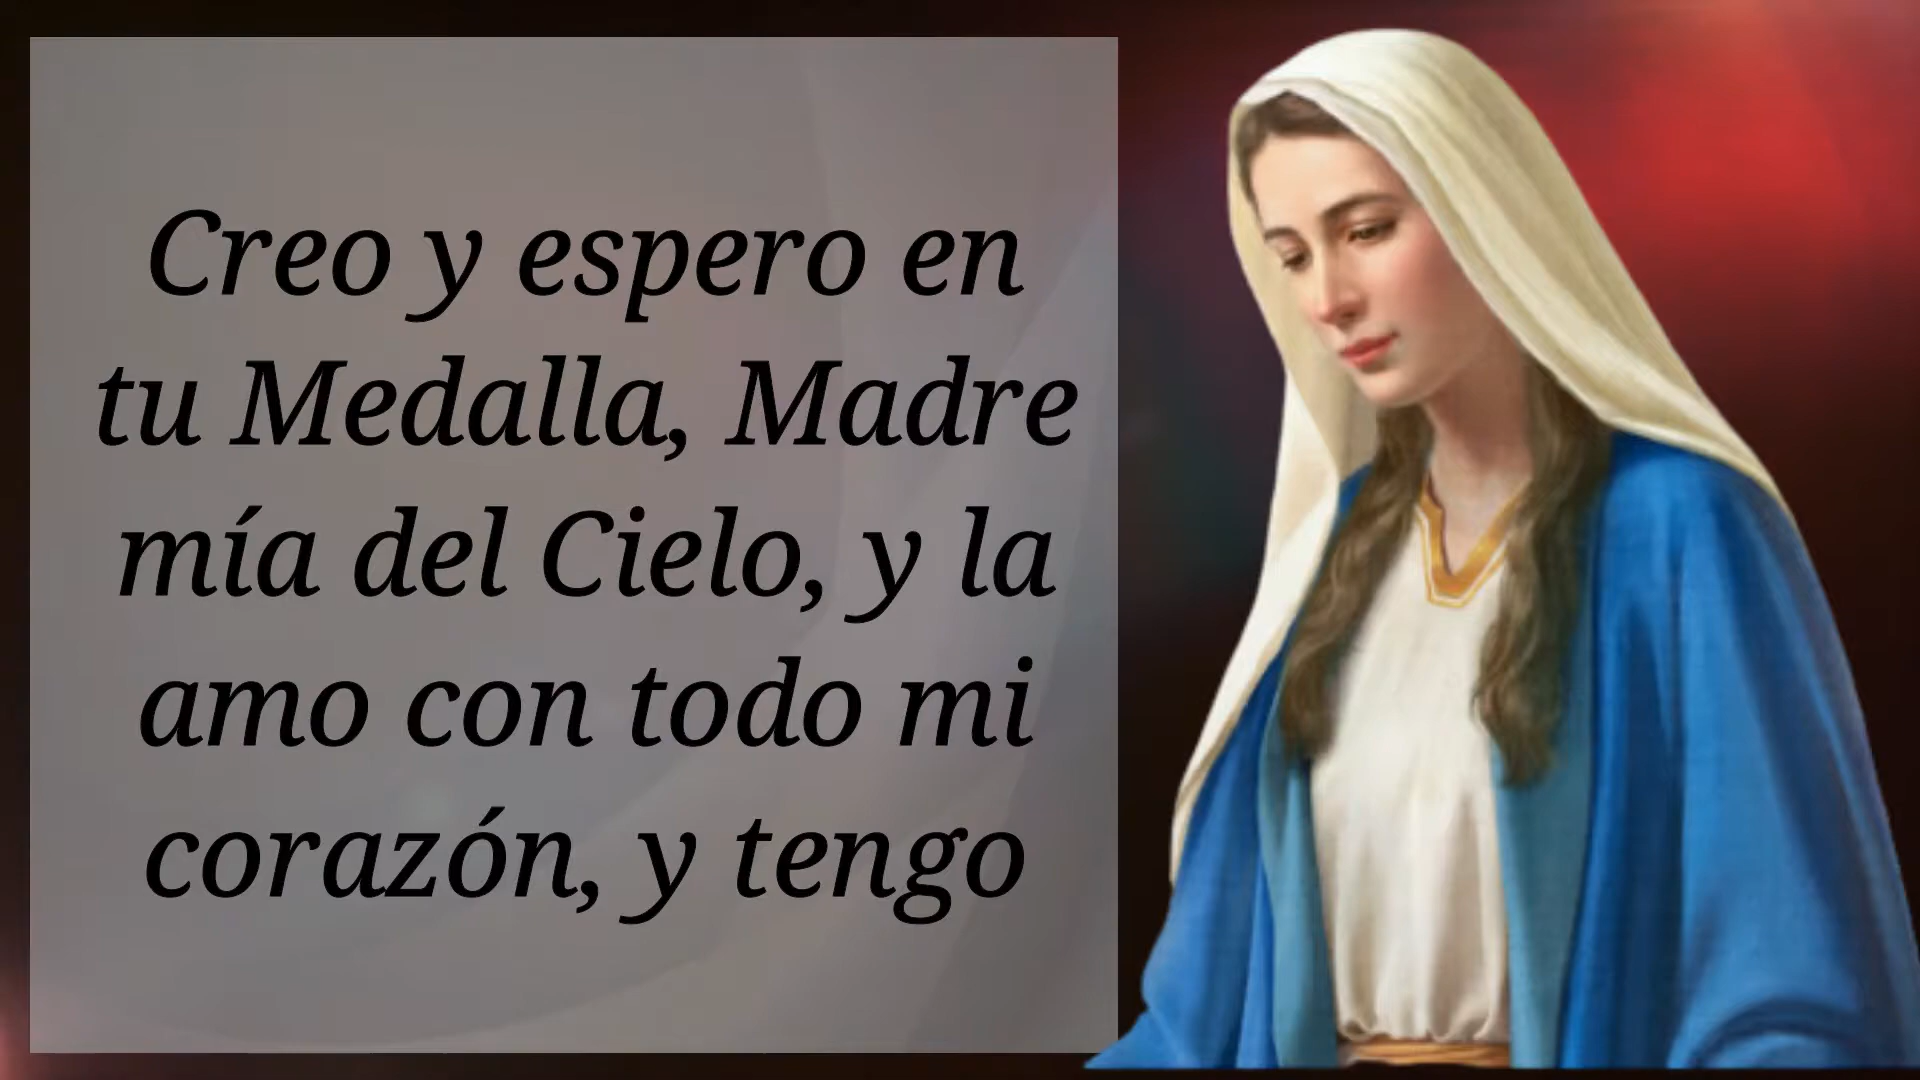 Creo y espero en
tu Medalla, Madre
mía del Cielo, y la
amo con todo mi
corazón, y tengo